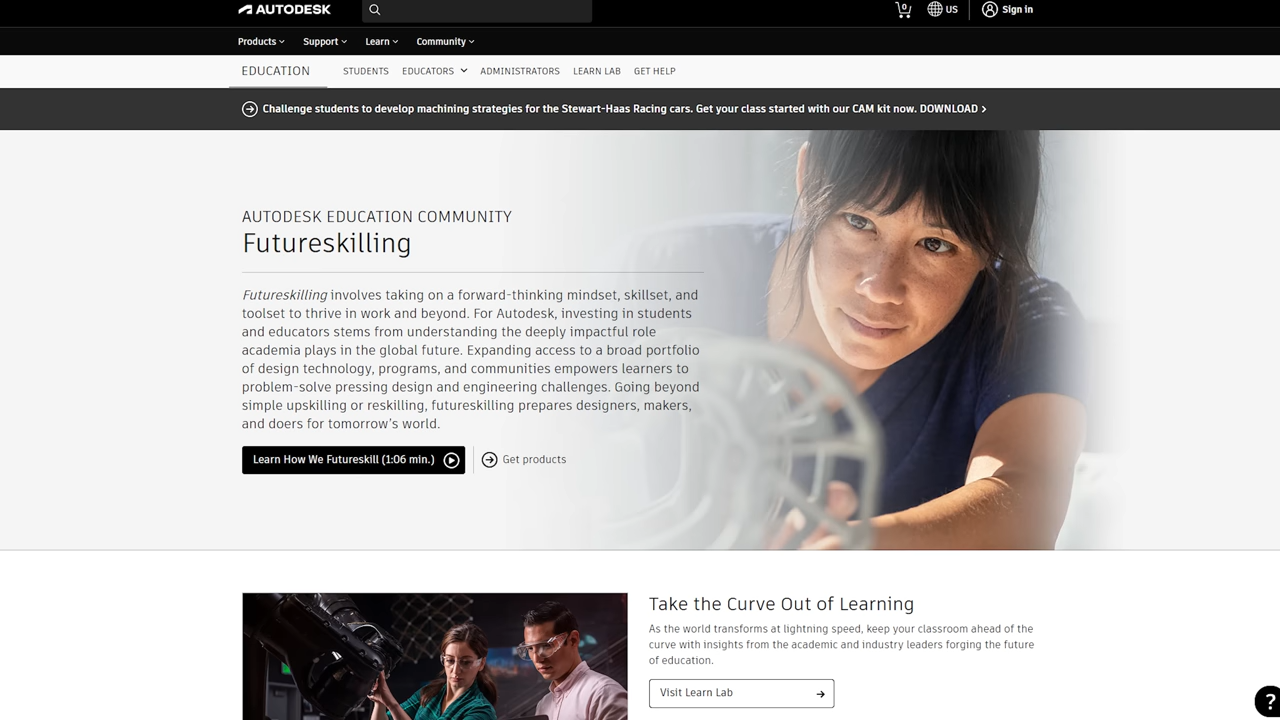 AUTODESK
0
US
Sign in
Products
Support
Learn
Community
EDUCATION
STUDENTS
EDUCATORS
ADMINISTRATORS
LEARN LAB
GET HELP
Challenge students to develop machining strategies for the Stewart-Haas Racing cars. Get your class started with our CAM kit now. DOWNLOAD >
AUTODESK EDUCATION COMMUNITY
Futureskilling
Futureskilling involves taking on a forward-thinking mindset, skillset, and
toolset to thrive in work and beyond. For Autodesk, investing in students
and educators stems from understanding the deeply impactful role
academia plays in the global future. Expanding access to a broad portfolio
of design technology, programs, and communities empowers learners to
problem-solve pressing design and engineering challenges. Going beyond
simple upskilling or reskilling, futureskilling prepares designers, makers,
and doers for tomorrow's world.
Learn How We Futureskill (1:06 min.)
Get products
Take the Curve Out of Learning
As the world transforms at lightning speed, keep your classroom ahead of the
curve with insights from the academic and industry leaders forging the future
of education.
Visit Learn Lab
?